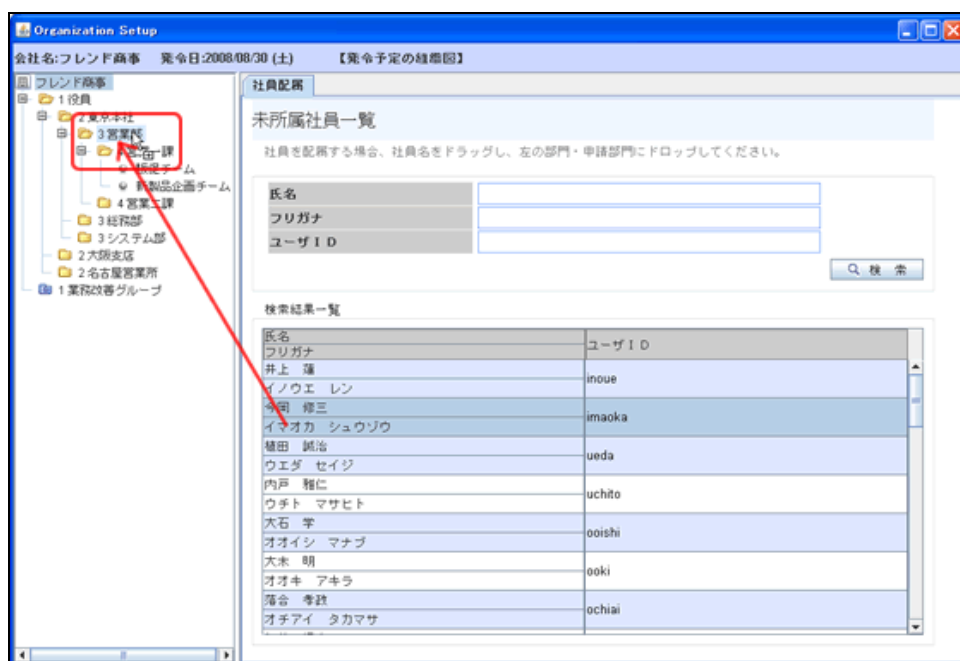 Organization Setup
会社名:フレンド商事 発令日:2008/08/30 (土) 【発令予定の組織図】
フレンド商事
1 役員
2 東京本社
3 営業部
4 営業一課
販促チーム
新製品企画チーム
4 営業二課
3 総務部
3 システム部
2 大阪支店
2 名古屋営業所
1 業務改善グループ
社員配属
未所属社員一覧
社員を配属する場合、社員名をドラッグし、左の部門・申請部門にドロップしてください。
氏名
フリガナ
ユーザID
検 索
検索結果一覧
氏名
フリガナ
ユーザID
井上 蓮
イノウエ レン
inoue
今岡 修三
イマオカ シュウゾウ
imaoka
植田 誠治
ウエダ セイジ
ueda
内戸 雅仁
ウチト マサヒト
uchito
大石 学
オオイシ マナブ
ooishi
大木 明
オオキ アキラ
ooki
落合 孝政
オチアイ タカマサ
ochiai